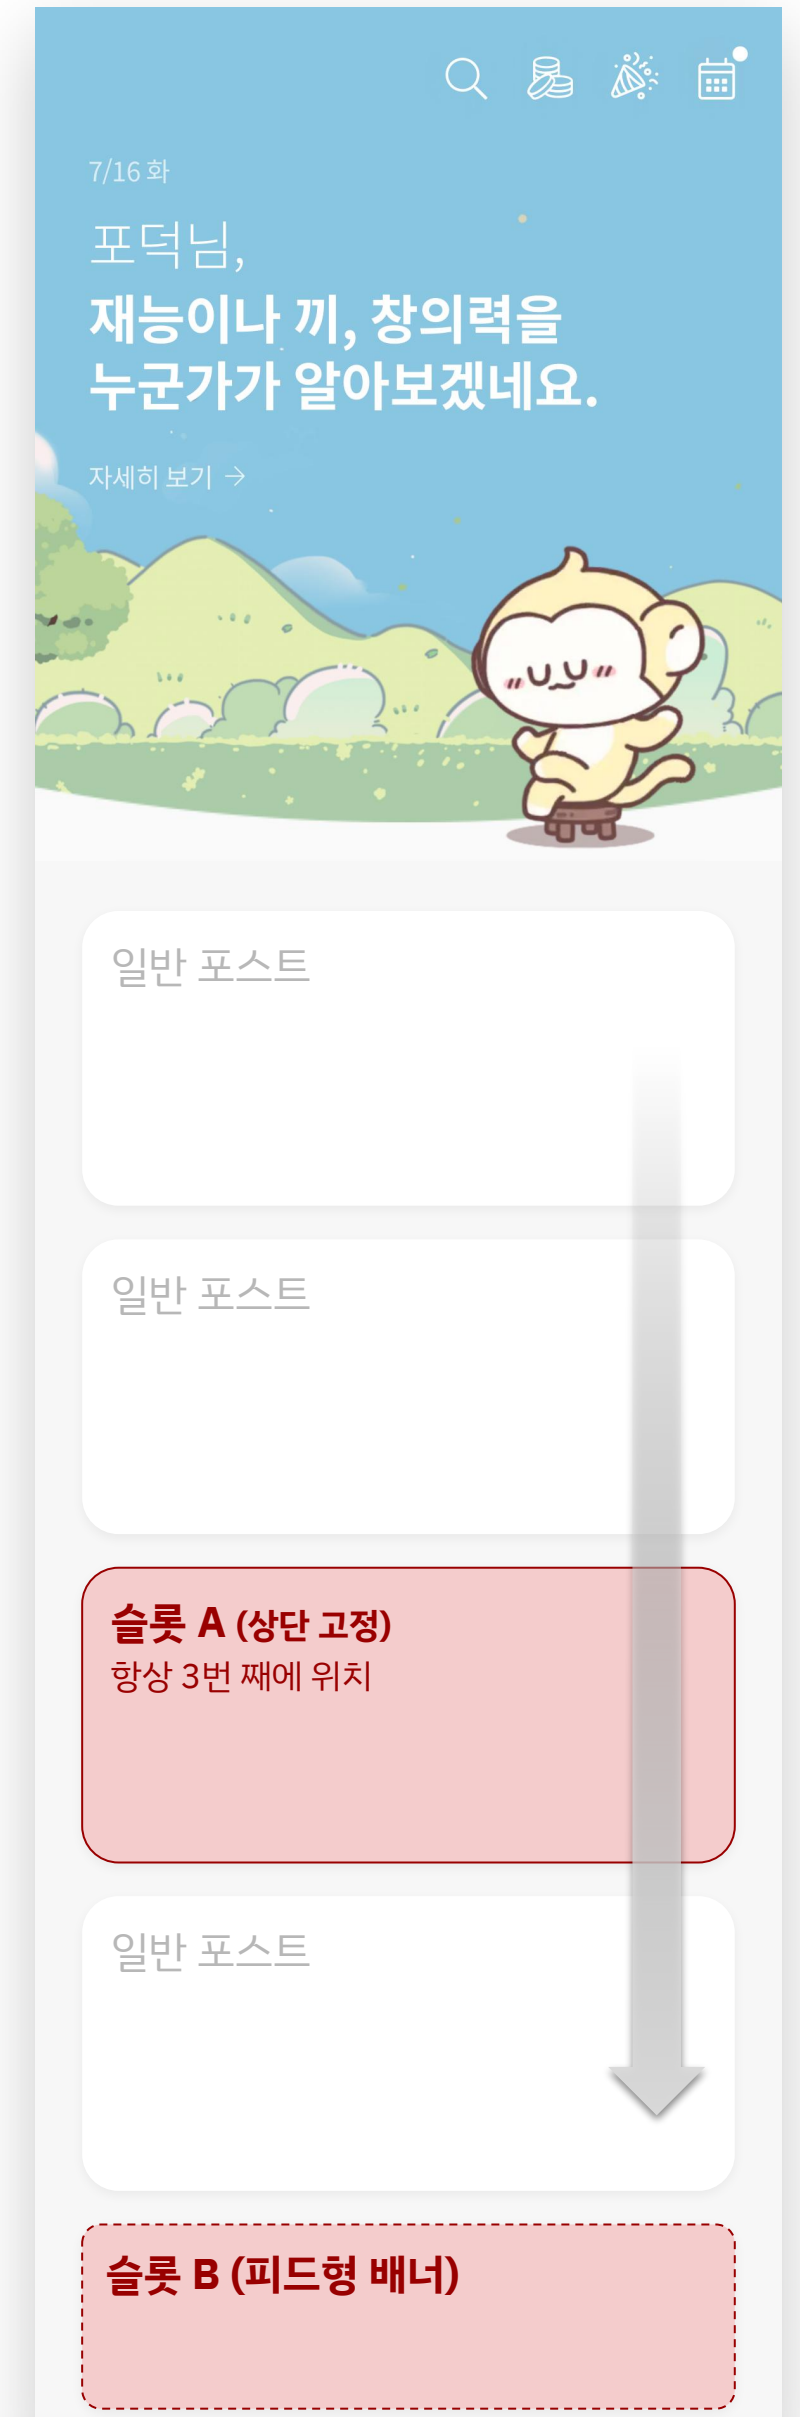 7/16 화
포덕님,
재능이나 끼, 창의력을
누군가가 알아보겠네요.
자세히 보기 →
일반 포스트
일반 포스트
슬롯 A (상단 고정)
항상 3번 째에 위치
일반 포스트
슬롯 B (피드형 배너)